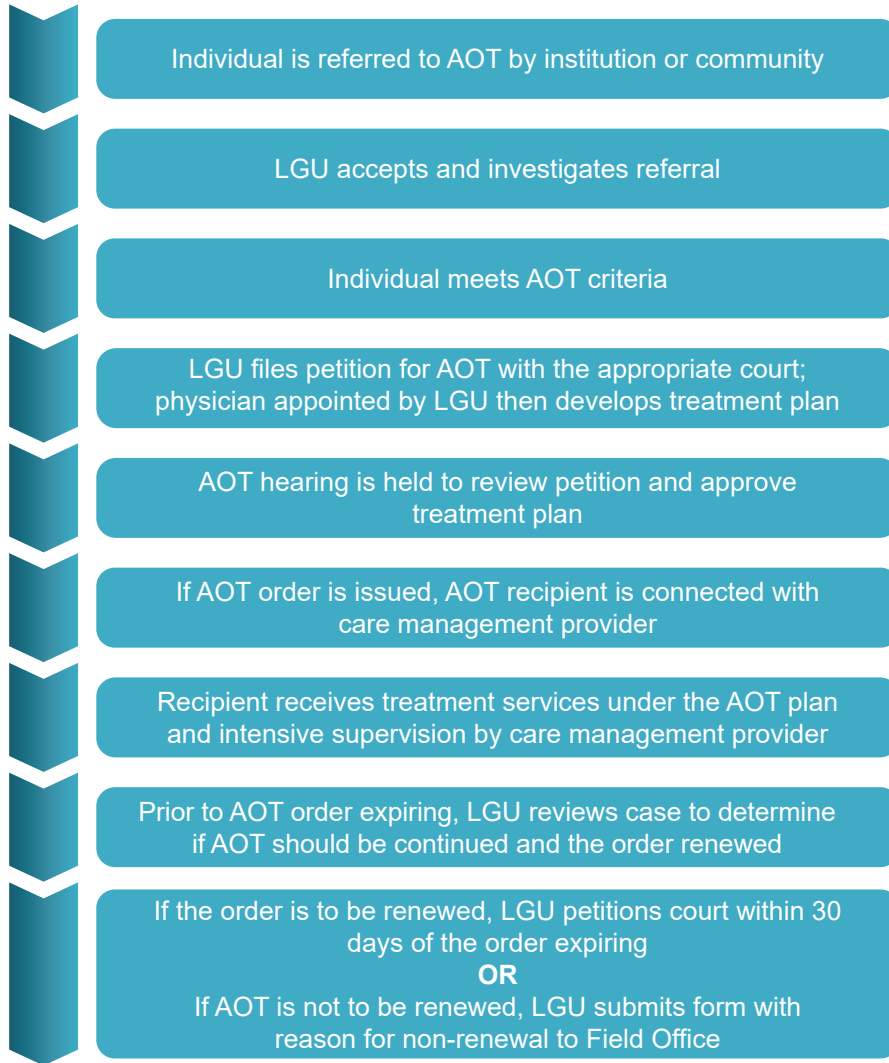 Individual is referred to AOT by institution or community
LGU accepts and investigates referral
Individual meets AOT criteria
LGU files petition for AOT with the appropriate court;
physician appointed by LGU then develops treatment plan
AOT hearing is held to review petition and approve
treatment plan
If AOT order is issued, AOT recipient is connected with
care management provider
Recipient receives treatment services under the AOT plan
and intensive supervision by care management provider
Prior to AOT order expiring, LGU reviews case to determine
if AOT should be continued and the order renewed
If the order is to be renewed, LGU petitions court within 30
days of the order expiring
OR
If AOT is not to be renewed, LGU submits form with
reason for non-renewal to Field Office